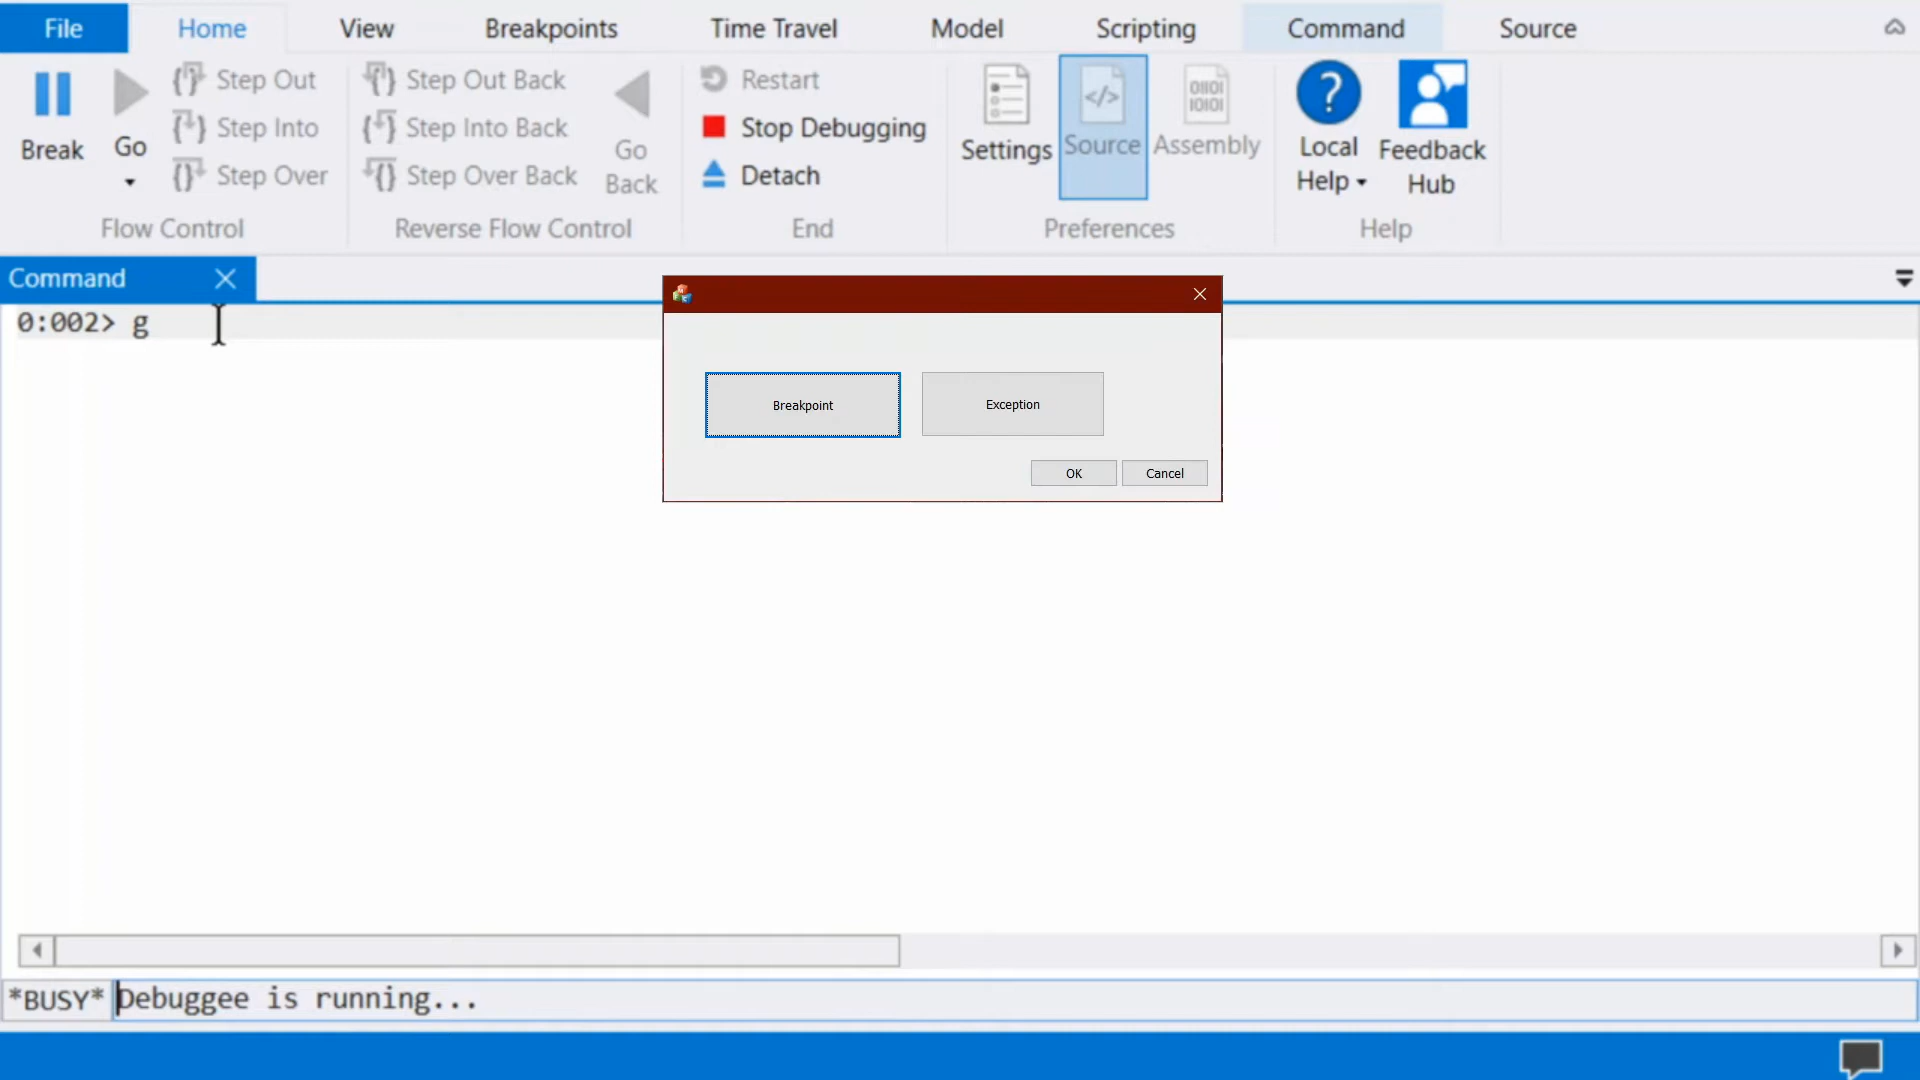 File Home View Breakpoints Time Travel Model Scripting Command Source
Break
Go
Step Out
Step Into
Step Over
Flow Control
Step Out Back
Step Into Back
Step Over Back
Go
Back
Reverse Flow Control
Restart
Stop Debugging
Detach
End
Settings
Source
Assembly
Preferences
Local
Help
Feedback
Hub
Help
Command
0:002> g
Breakpoint
Exception
OK
Cancel
*BUSY* Debuggee is running...